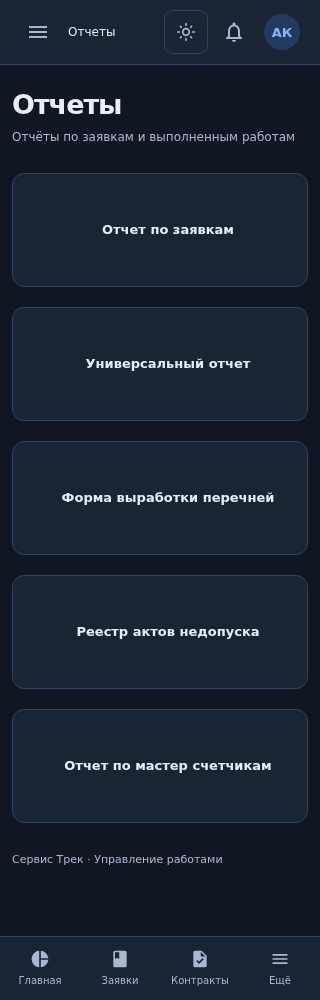 Отчеты
АК
Отчеты
Отчёты по заявкам и выполненным работам
Отчет по заявкам
Универсальный отчет
Форма выработки перечней
Реестр актов недопуска
Отчет по мастер счетчикам
Сервис Трек · Управление работами
Главная
Заявки
Контракты
Ещё